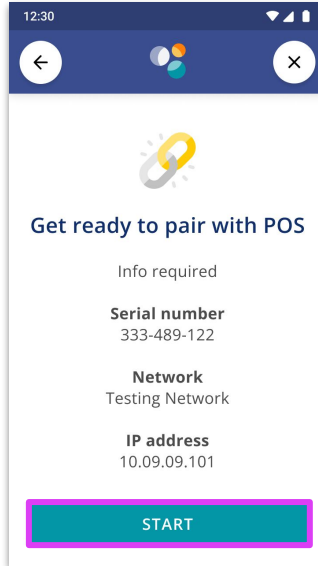 12:30
Get ready to pair with POS
Info required
Serial number
333-489-122
Network
Testing Network
IP address
10.09.09.101
START